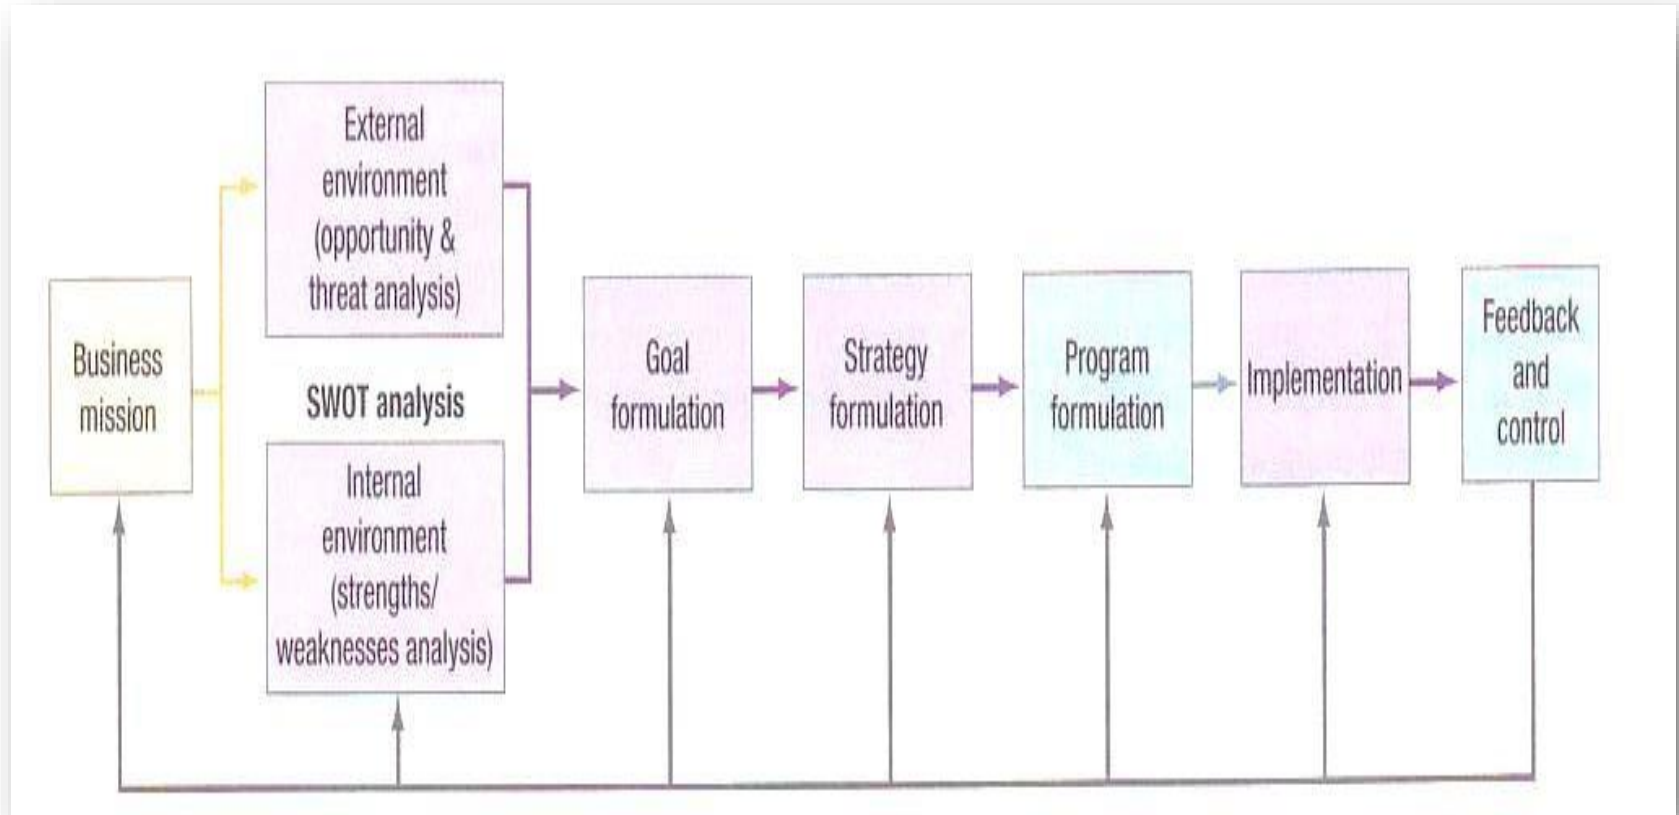 Business
mission
External
environment
(opportunity &
threat analysis)
SWOT analysis
Internal
environment
(strengths/
weaknesses analysis)
Goal
formulation
Strategy
formulation
Program
formulation
Implementation
Feedback
and
control